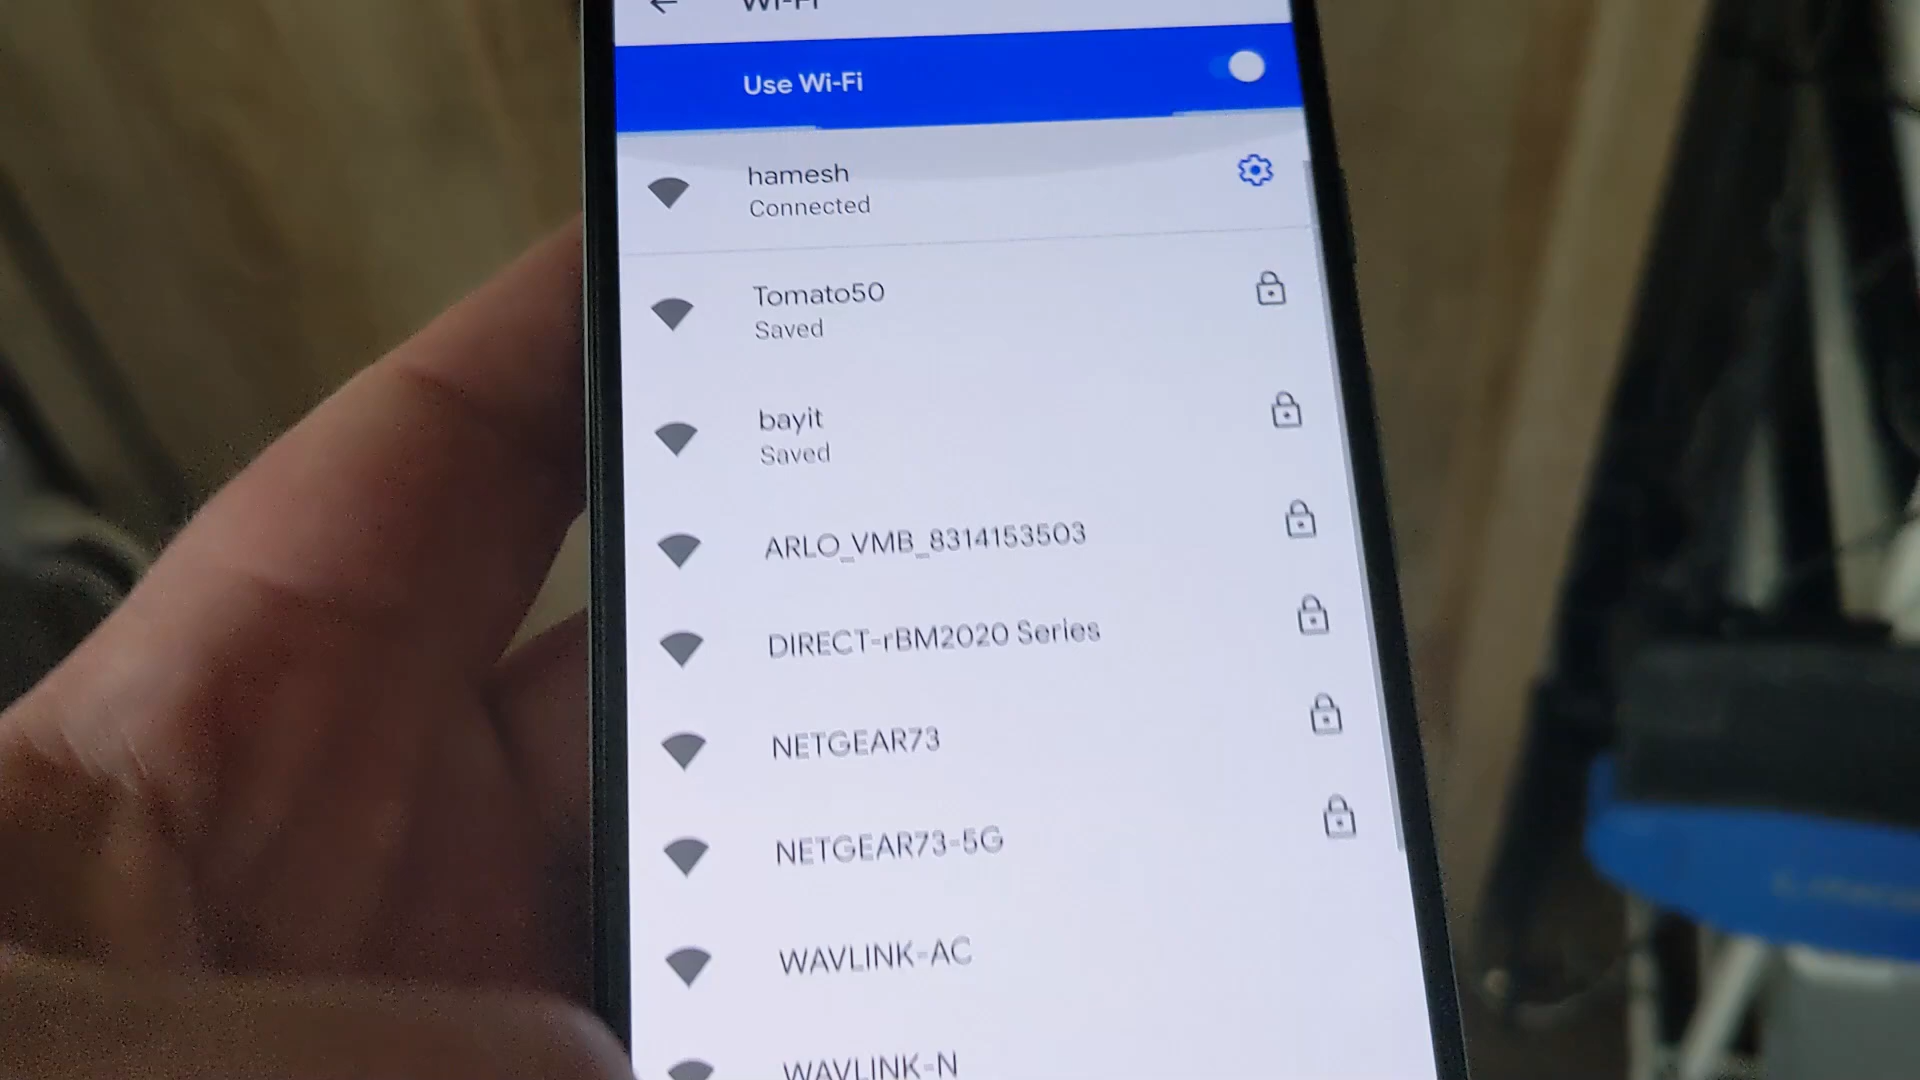 Wi-Fi
Use Wi-Fi
hamesh
Connected
Tomato50
Saved
bayit
Saved
ARLO_VMB_8314153503
DIRECT-rBM2020 Series
NETGEAR73
NETGEAR73-5G
WAVLINK-AC
WAVLINK-N